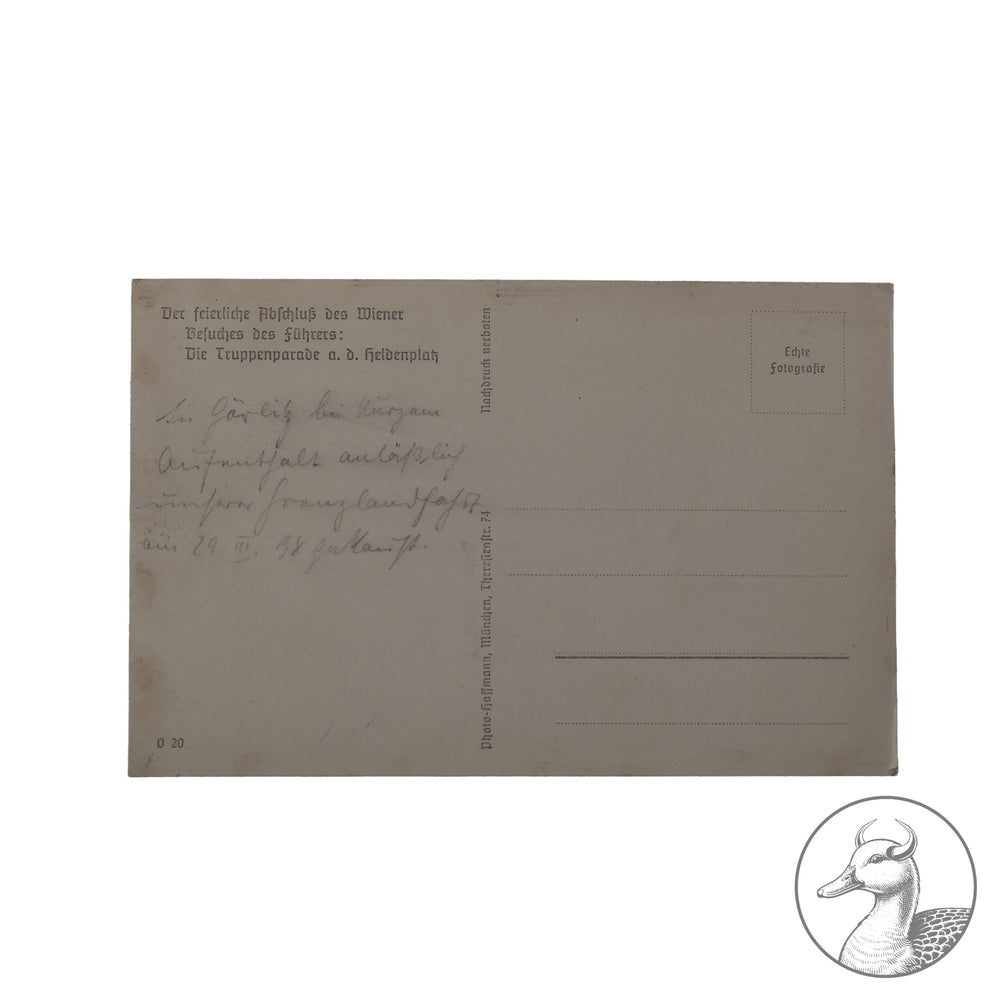 Der feierliche Abschluß des Wiener
Besuches des Führers:
Die Truppenparade a. d. Heldenplatz
In Görlitz bei kurzem
Aufenthalt anläßlich
unserer Grenzlandfahrt
am 29. III. 38 gekauft.
O 20
Nachdruck verboten
Photo-Hoffmann, München, Theresienstr. 74
Echte
Fotografie